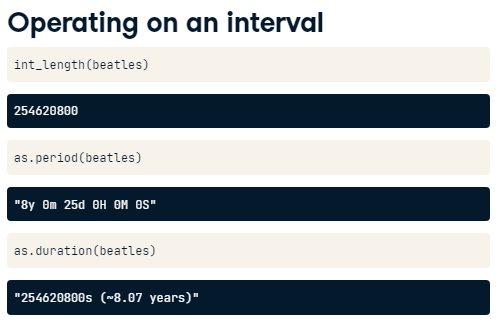 Operating on an interval
int_length(beatles)
254620800
as.period(beatles)
"8y 0m 25d 0H 0M 0S"
as.duration(beatles)
"254620800s (~8.07 years)"